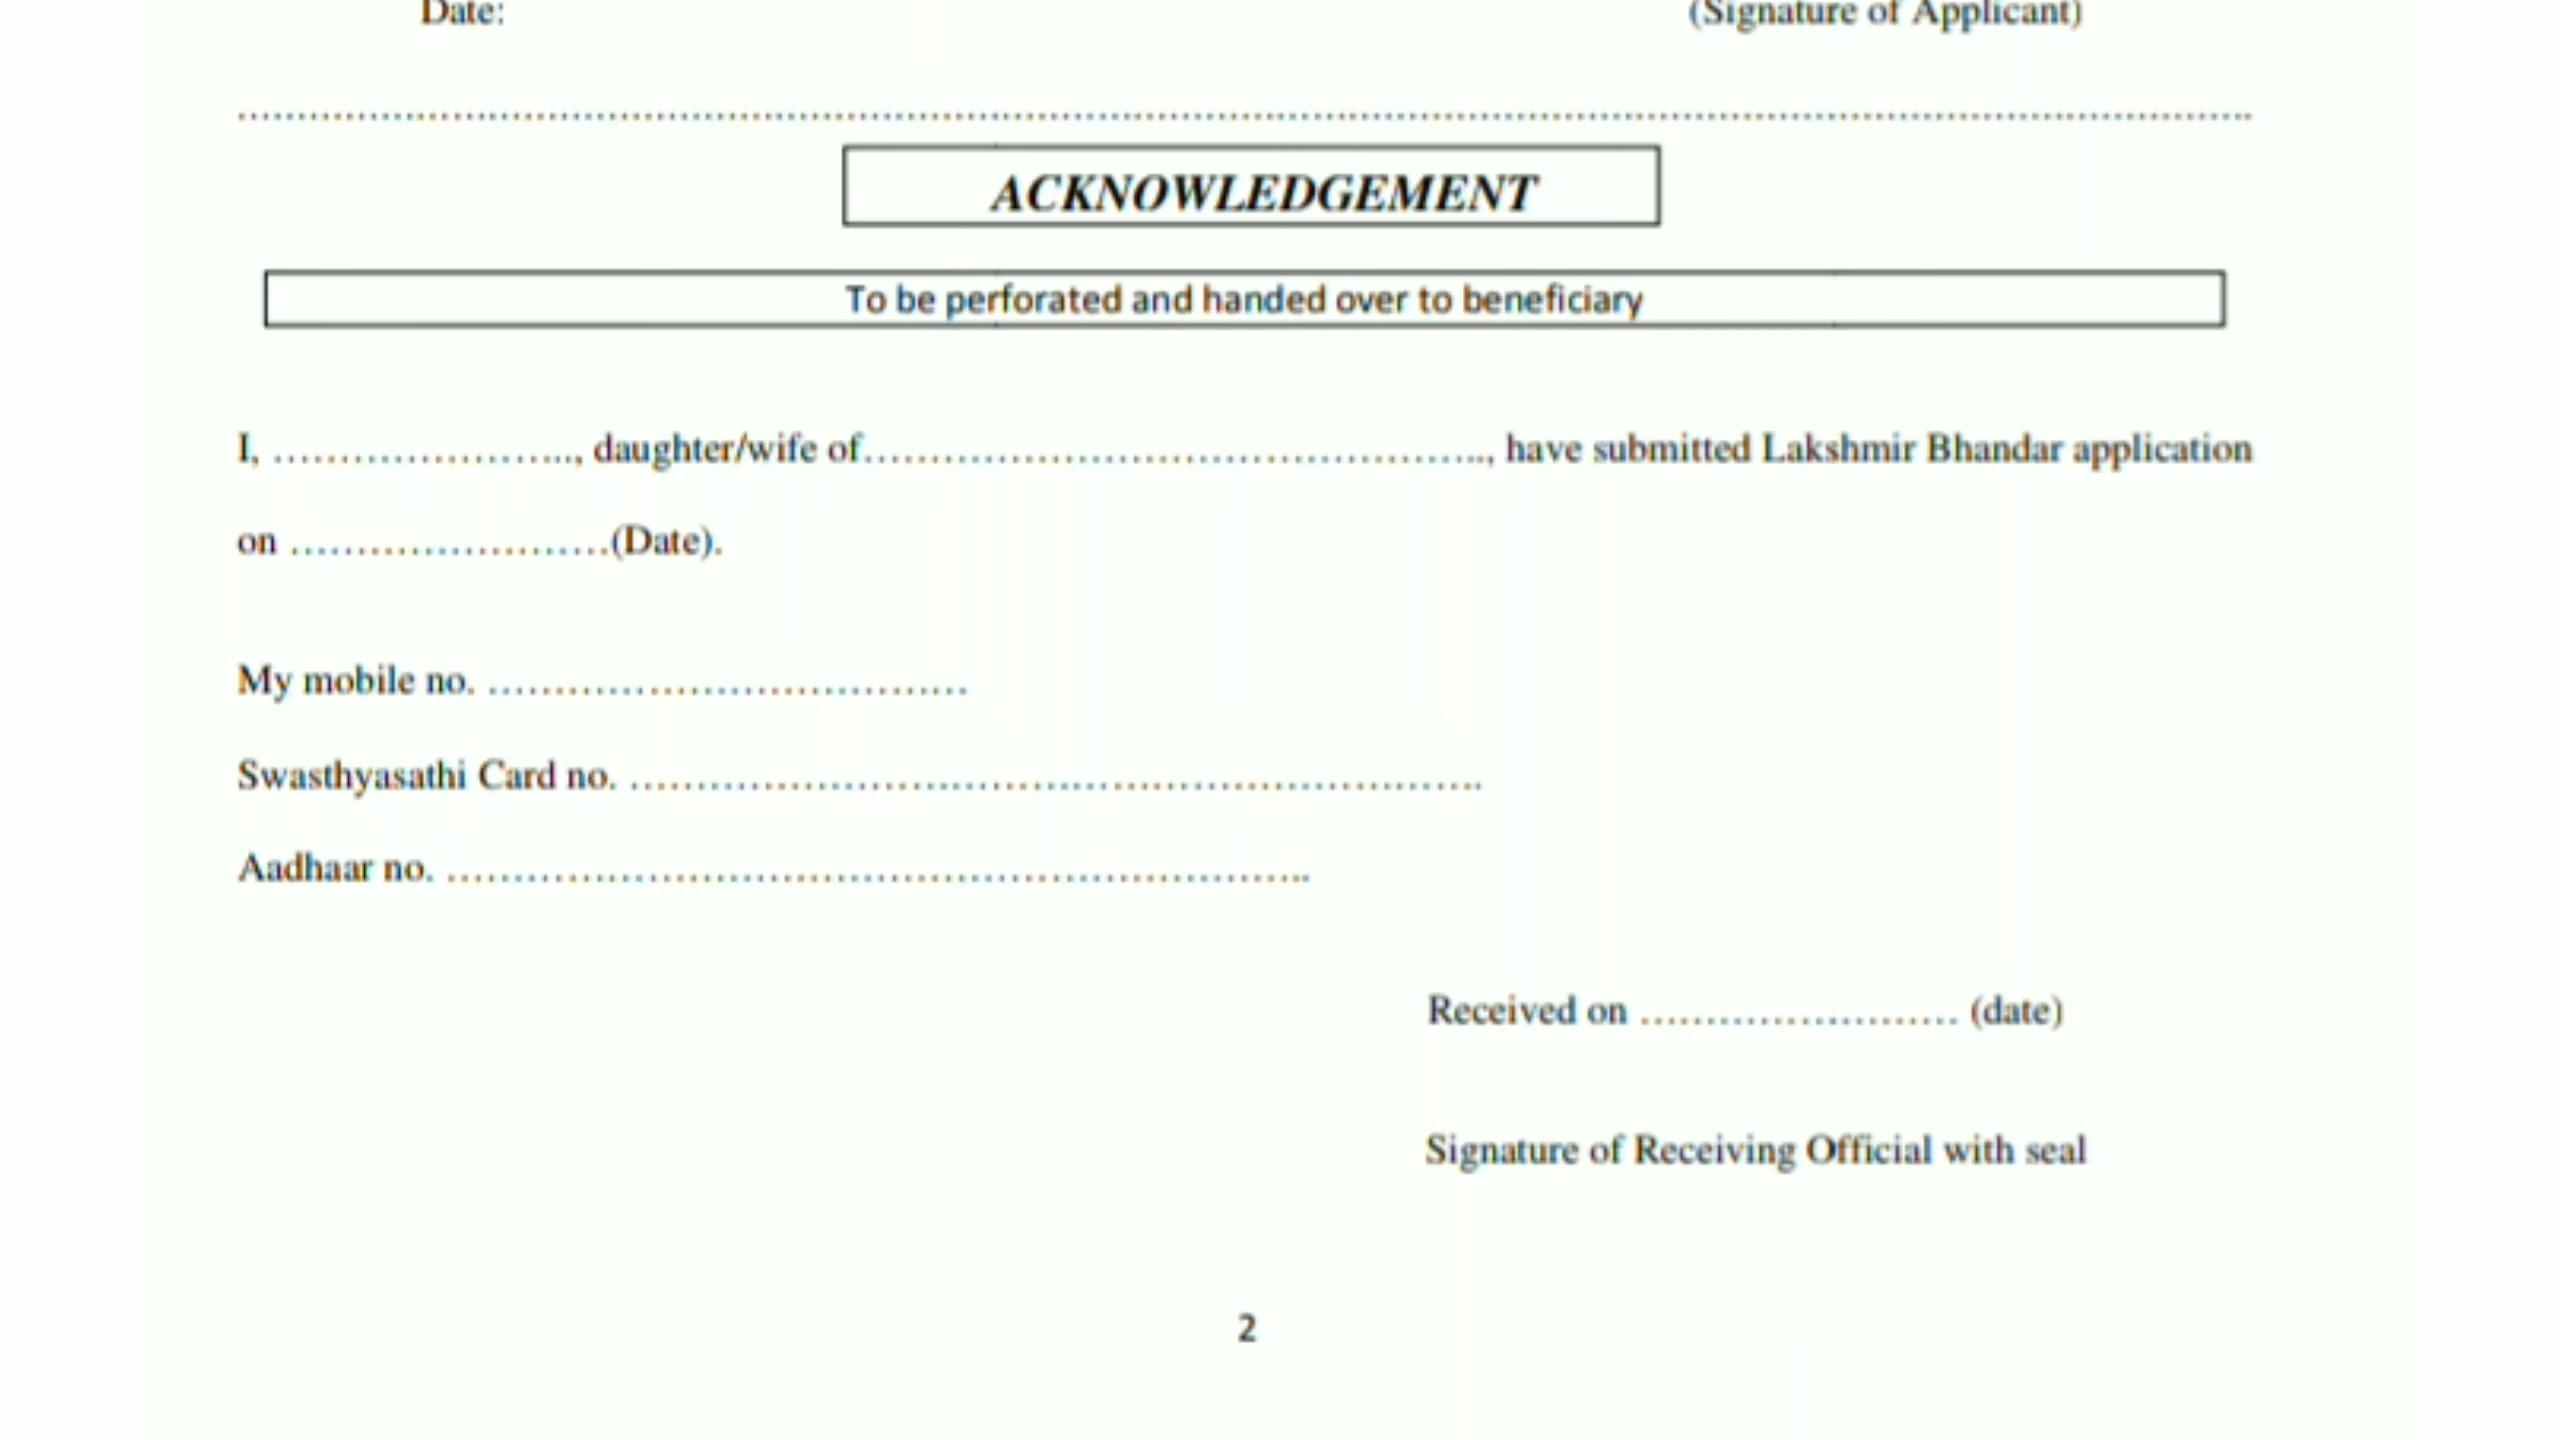 Date: (Signature of Applicant)
................................................................................
ACKNOWLEDGEMENT
To be perforated and handed over to beneficiary
I, ........................, daughter/wife of................................................, have submitted Lakshmir Bhandar application
on ........................(Date).
My mobile no. ....................................
Swasthyasathi Card no. ................................................................
Aadhaar no. ................................................................
Received on ........................ (date)
Signature of Receiving Official with seal
2